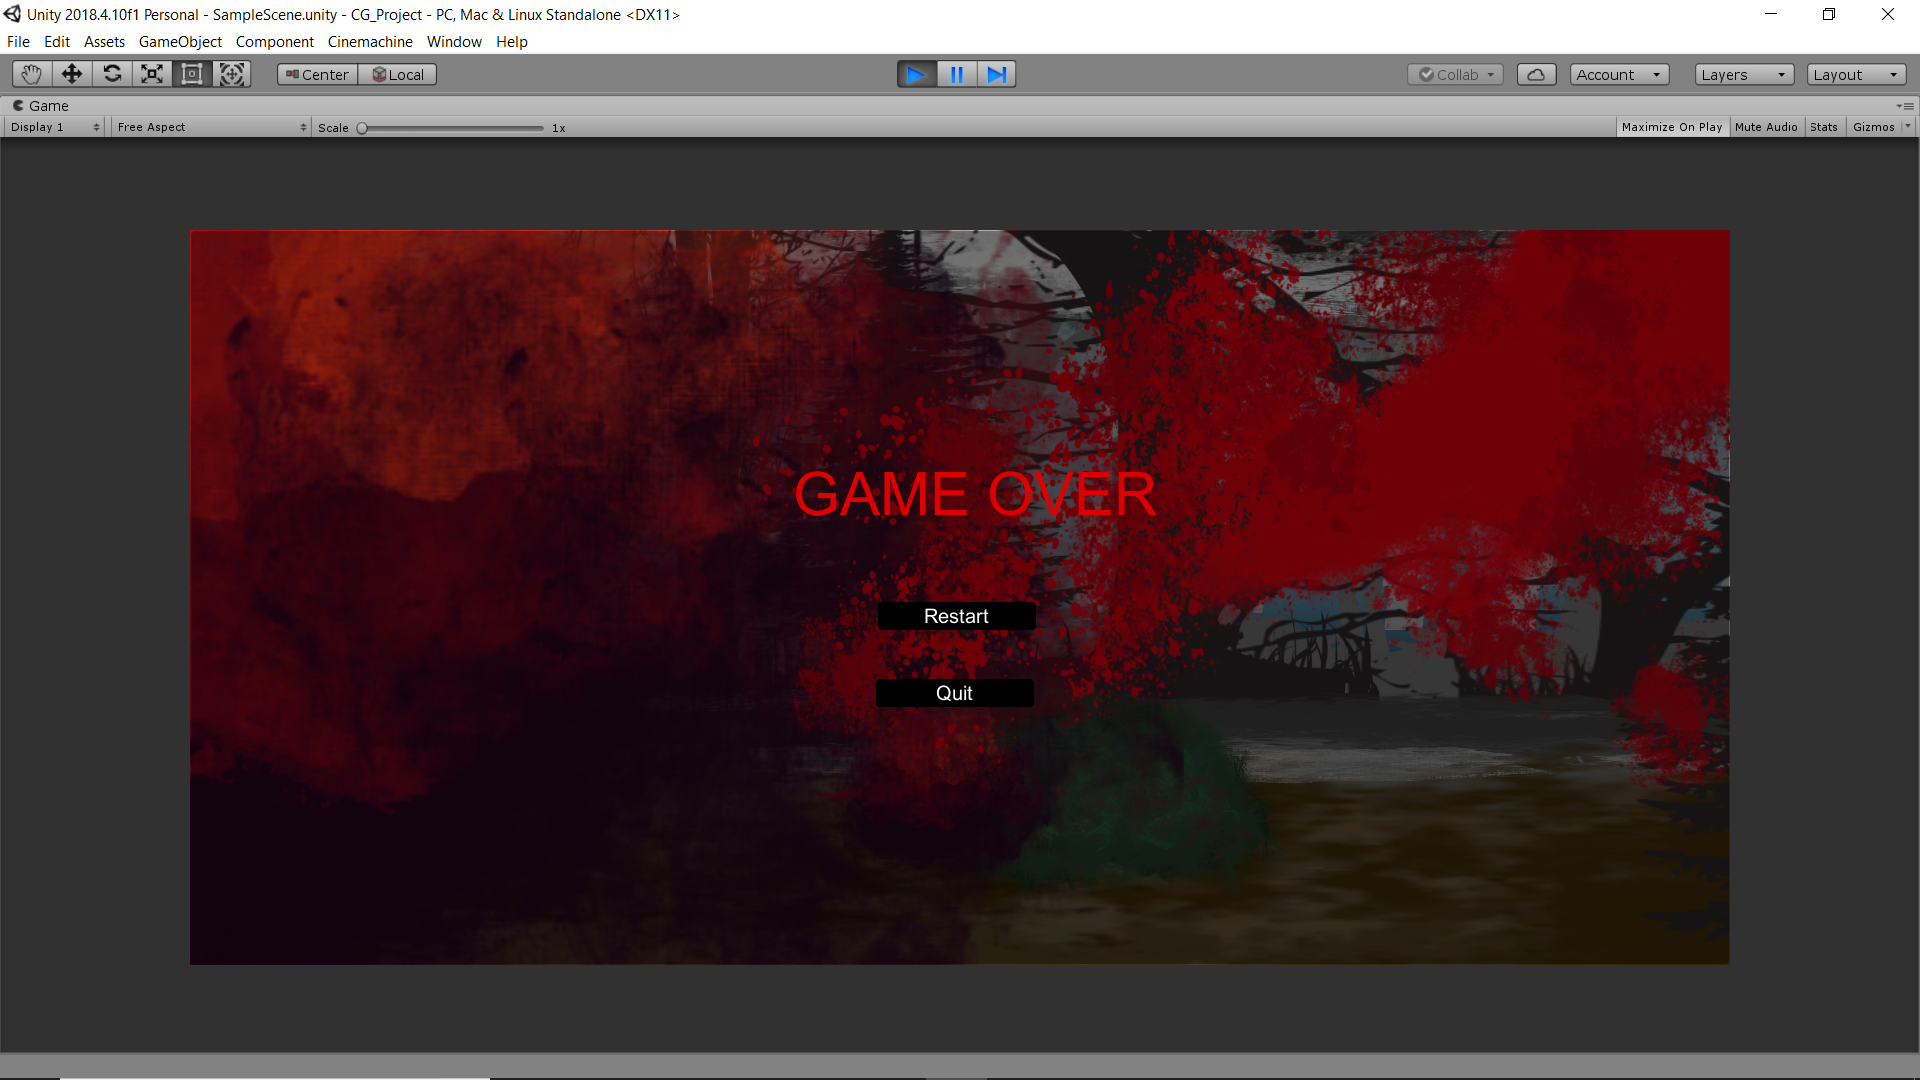 Unity 2018.4.10f1 Personal - SampleScene.unity - CG_Project - PC, Mac & Linux Standalone <DX11>
File Edit Assets GameObject Component Cinemachine Window Help
Center Local Collab Account Layers Layout
Game
Display 1 Free Aspect Scale 1x Maximize On Play Mute Audio Stats Gizmos
GAME OVER
Restart
Quit